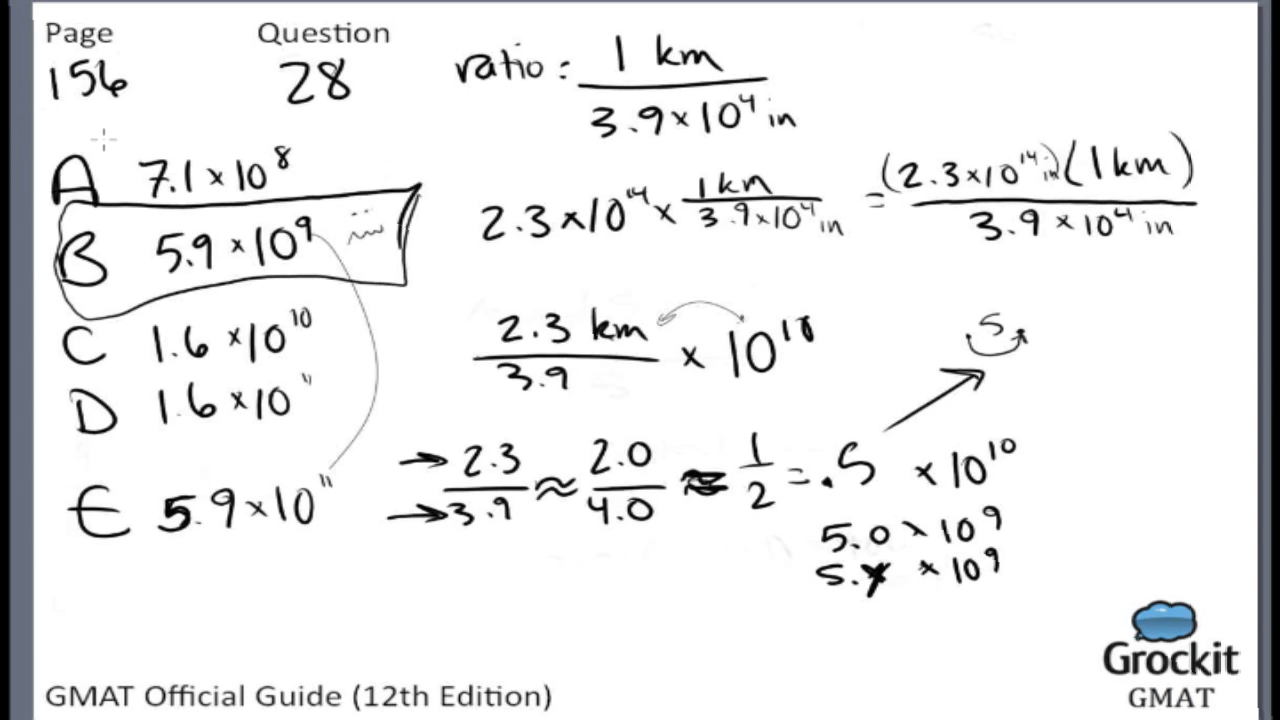 Page Question
156 28
ratio: 1 km / 3.9 × 10⁴ in
A 7.1 × 10⁸
B 5.9 × 10⁹
C 1.6 × 10¹⁰
D 1.6 × 10¹¹
E 5.9 × 10¹¹
2.3 × 10¹⁴ × 1 km / 3.9 × 10⁴ in = (2.3 × 10¹⁴ in)(1 km) / 3.9 × 10⁴ in
2.3 km / 3.9 × 10¹⁰
5
→ 2.3 / → 3.9 ≈ 2.0 / 4.0 ≈ 1 / 2 = .5 × 10¹⁰
5.0 × 10⁹
× 10⁹
Grockit
GMAT
GMAT Official Guide (12th Edition)